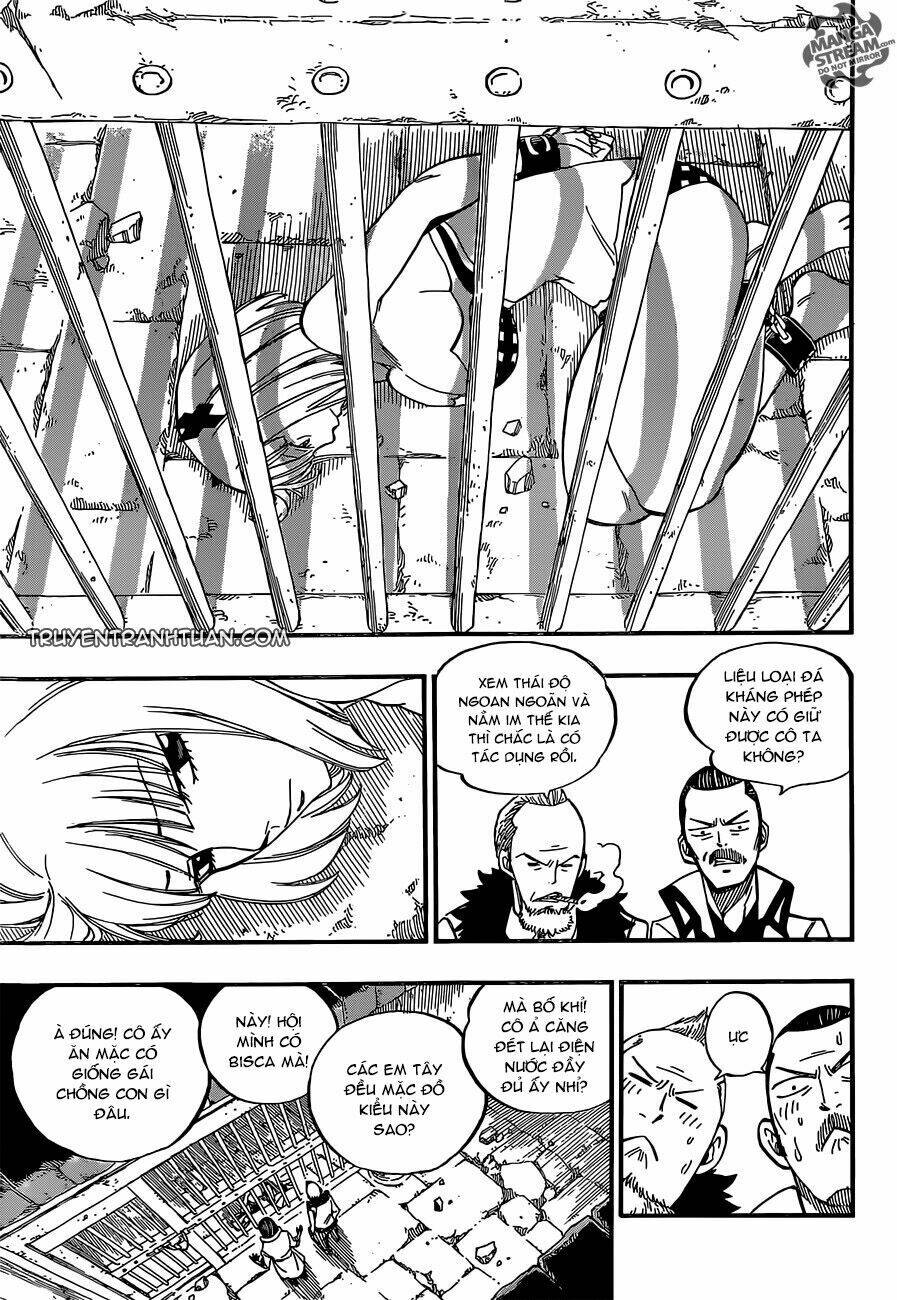 MANGA
STREAM.com
DO NOT MIRROR
TRUYENTRANHTUAN.COM
LIỆU LOẠI ĐÁ
KHÁNG PHÉP
NÀY CÓ GIỮ
ĐƯỢC CÔ TA
KHÔNG?
XEM THÁI ĐỘ
NGOAN NGOÃN VÀ
NẰM IM THẾ KIA
THÌ CHẮC LÀ CÓ
TÁC DỤNG RỒI.
ỰC
MÀ BỐ KHỈ!
CÔ Ả CĂNG
ĐÉT LẠI ĐIỆN
NƯỚC ĐẦY
ĐỦ ẤY NHỈ?
CÁC EM TÂY
ĐỀU MẶC ĐỒ
KIỂU NÀY
SAO?
NÀY! HỘI
MÌNH CÓ
BISCA MÀ!
À ĐÚNG! CÔ ẤY
ĂN MẶC CÓ
GIỐNG GÁI
CHỒNG CON GÌ
ĐÂU.